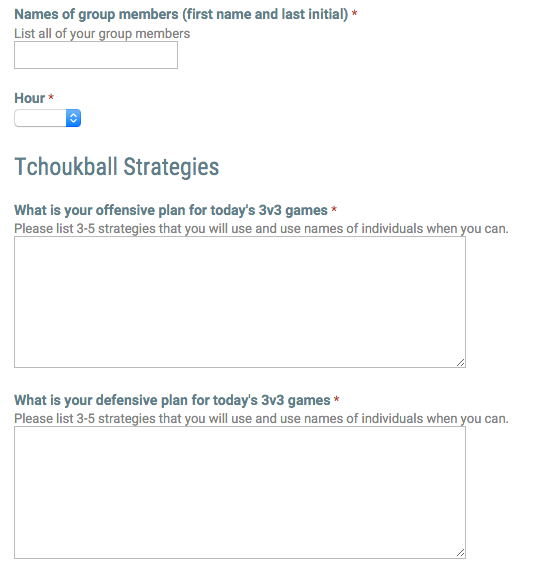 Names of group members (first name and last initial) *
List all of your group members
Hour *
Tchoukball Strategies
What is your offensive plan for today's 3v3 games *
Please list 3-5 strategies that you will use and use names of individuals when you can.
What is your defensive plan for today's 3v3 games *
Please list 3-5 strategies that you will use and use names of individuals when you can.